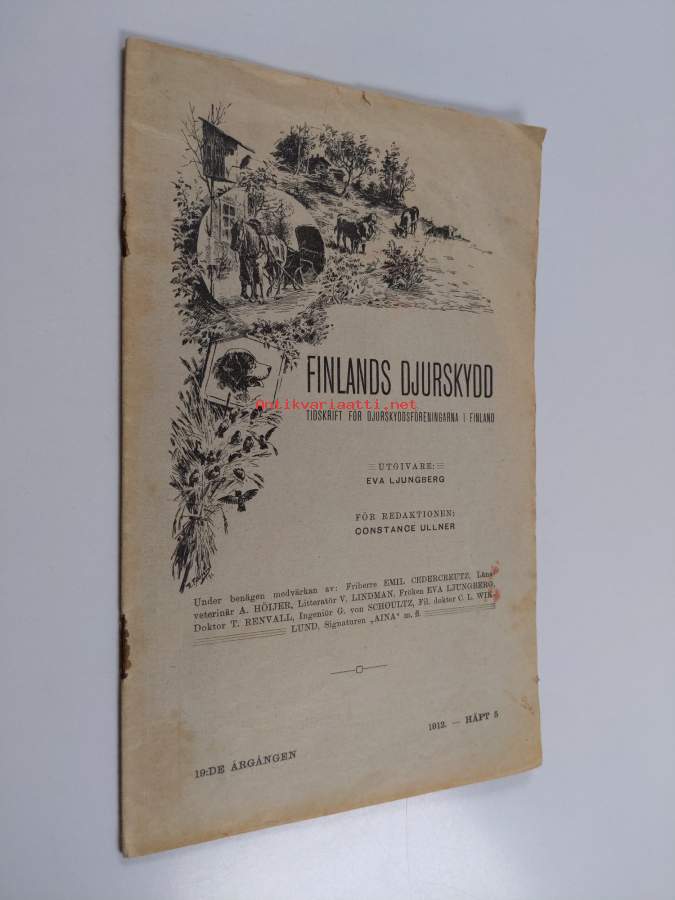 FINLANDS DJURSKYDD
Antikvariaatti.net
TIDSKRIFT FÖR DJURSKYDDSFÖRENINGARNA I FINLAND
UTGIVARE:
EVA LJUNGBERG
FÖR REDAKTIONEN:
CONSTANCE ULLNER
Under benägen medvärkan av: Friherre EMIL CEDERCREUTZ, Läns-
veterinär A. HÖIJER, Litteratör V. LINDMAN, Fröken EVA LJUNGBERG,
Doktor T. RENVALL, Ingeniör G. von SCHOULTZ, Fil. doktor C. L. WIK-
LUND, Signaturen „AINA" m. fl.
1912. — HÄFT 5
19:DE ÅRGÅNGEN